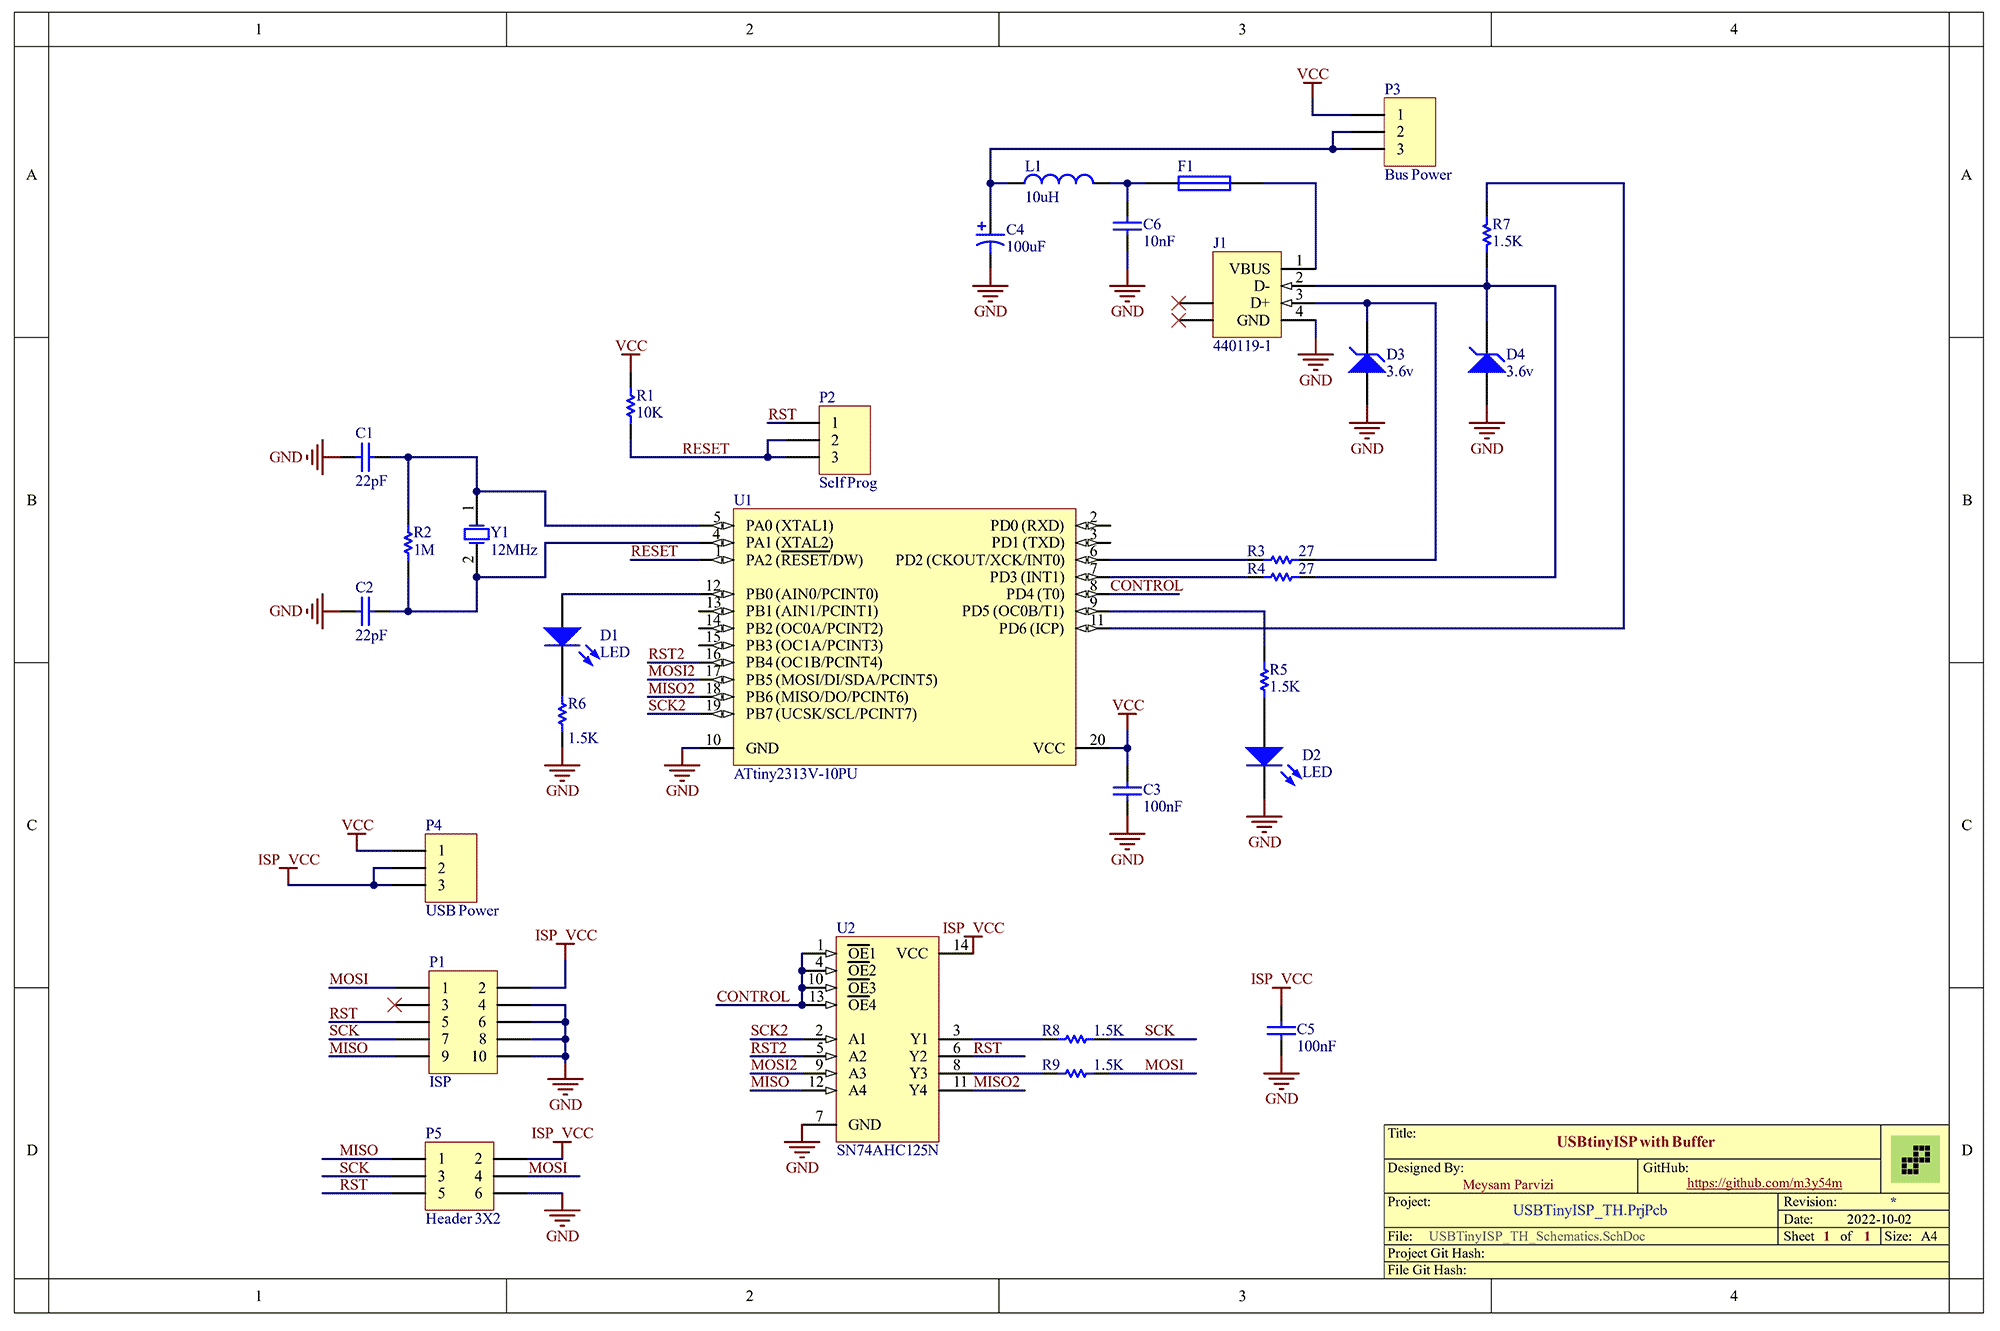 1 2 3 4
A A
B B
C C
D D
1 2 3 4
VCC
P3
1
2
3
Bus Power
L1
10uH
F1
C4
100uF
GND
C6
10nF
GND
J1
VBUS 1
D- 2
D+ 3
GND 4
440119-1
GND
R7
1.5K
D3
3.6v
GND
D4
3.6v
GND
VCC
R1
10K
RESET
RST
P2
1
2
3
Self Prog
GND
C1
22pF
R2
1M
1
Y1
12MHz
2
GND
C2
22pF
U1
5 PA0 (XTAL1)
4 PA1 (XTAL2)
RESET 1 PA2 (RESET/DW)
12 PB0 (AIN0/PCINT0)
13 PB1 (AIN1/PCINT1)
14 PB2 (OC0A/PCINT2)
15 PB3 (OC1A/PCINT3)
RST2 16 PB4 (OC1B/PCINT4)
MOSI2 17 PB5 (MOSI/DI/SDA/PCINT5)
MISO2 18 PB6 (MISO/DO/PCINT6)
SCK2 19 PB7 (UCSK/SCL/PCINT7)
10 GND
GND
PD0 (RXD) 2
PD1 (TXD) 3
PD2 (CKOUT/XCK/INT0) 6
PD3 (INT1) 7
PD4 (T0) 8 CONTROL
PD5 (OC0B/T1) 9
PD6 (ICP) 11
VCC 20
ATtiny2313V-10PU
R3 27
R4 27
D1
LED
R6
1.5K
GND
R5
1.5K
D2
LED
GND
VCC
C3
100nF
GND
VCC
ISP_VCC
P4
1
2
3
USB Power
ISP_VCC
P1
MOSI 1 2
3 4
RST 5 6
SCK 7 8
MISO 9 10
ISP
GND
P5
ISP_VCC
MISO 1 2
SCK 3 4 MOSI
RST 5 6
Header 3X2
GND
U2
ISP_VCC
1 OE1 VCC 14
4 OE2
10 OE3
CONTROL 13 OE4
SCK2 2 A1 Y1 3 R8 1.5K SCK
RST2 5 A2 Y2 6 RST
MOSI2 9 A3 Y3 8 R9 1.5K MOSI
MISO 12 A4 Y4 11 MISO2
7 GND
SN74AHC125N
GND
ISP_VCC
C5
100nF
GND
Title:
USBtinyISP with Buffer
Designed By:
Meysam Parvizi
GitHub:
https://github.com/m3y54m
Project:
USBTinyISP_TH.PrjPcb
Revision: *
Date: 2022-10-02
File: USBTinyISP_TH_Schematics.SchDoc
Sheet 1 of 1 Size: A4
Project Git Hash:
File Git Hash: